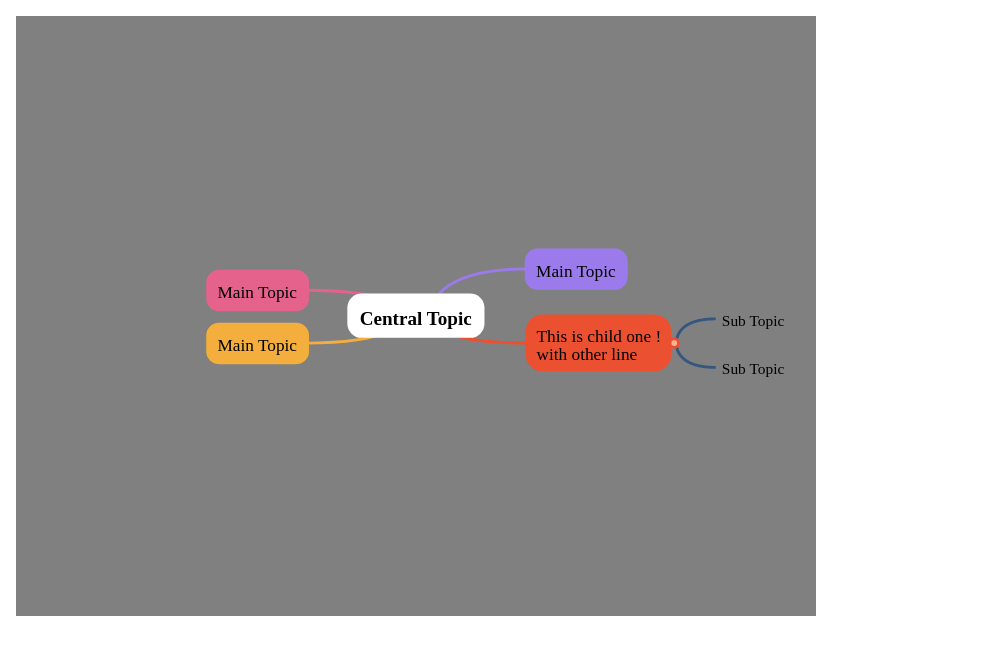 Main Topic
Main Topic
Central Topic
Main Topic
This is child one !
with other line
Sub Topic
Sub Topic